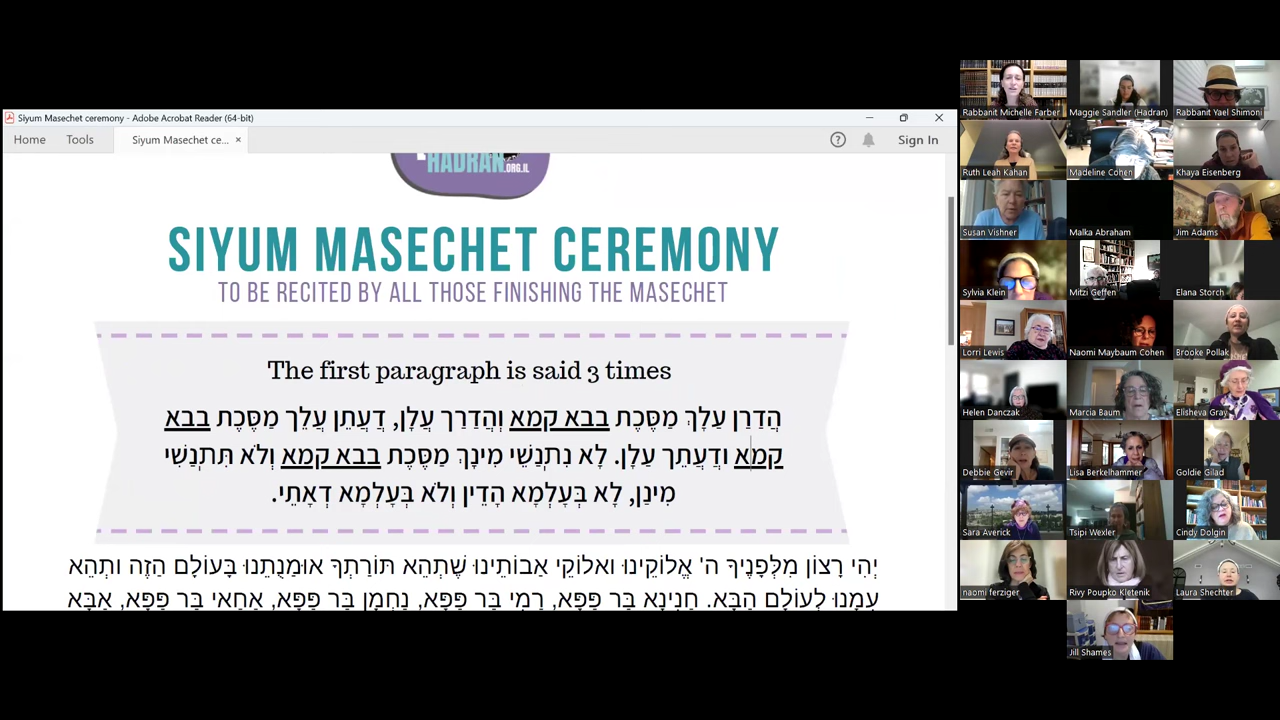 Siyum Masechet ceremony - Adobe Acrobat Reader (64-bit)
Home Tools Siyum Masechet ce... × Sign In
HADRAN.ORG.IL
SIYUM MASECHET CEREMONY
TO BE RECITED BY ALL THOSE FINISHING THE MASECHET
The first paragraph is said 3 times
הֲדַרַן עַלָךְ מַסֶּכֶת בבא קמא וְהֲדַרַך עֲלָן, דַּעְתַּן עֲלָך מַסֶּכֶת בבא
קמא וְדַעְתֵּך עַלָן. לָא נִתְנַשֵׁי מִינָךְ מַסֶּכֶת בבא קמא וְלֹא תִּתְנַשִׁי
מִינַן, לָא בְּעָלְמָא הָדֵין וְלֹא בְּעָלְמָא דְאָתֵי.
יְהִי רָצוֹן מִלְּפָנֶיךָ ה' אֱלוֹקֵינוּ וּאֱלוֹקֵי אֲבוֹתֵינוּ שֶׁתְּהֵא תּוֹרַתְךָ אוּמַּנְתֵנוּ בָּעוֹלָם הַזֶּה וּתְהֵא
עִמָנוּ לָעוֹלָם הַבָּא. חֲנִינָא בַּר פַּפָּא, רַמִי בַּר פַּפָּא, נַחְמָן בַּר פַּפָּא, אַחַאי בַּר פַּפָּא, אַבָּא
Rabbanit Michelle Farber
Maggie Sandler (Hadran)
Rabbanit Yael Shimoni
Ruth Leah Kahan
Madeline Cohen
Khaya Eisenberg
Susan Vishner
Malka Abraham
Jim Adams
Sylvia Klein
Mitzi Geffen
Elana Storch
Lorri Lewis
Naomi Maybaum Cohen
Brooke Pollak
Helen Danczak
Marcia Baum
Elisheva Gray
Debbie Gevir
Lisa Berkelhammer
Goldie Gilad
Sara Averick
Tsipi Wexler
Cindy Dolgin
naomi ferziger
Rivy Poupko Kletenik
Laura Shechter
Jill Shames